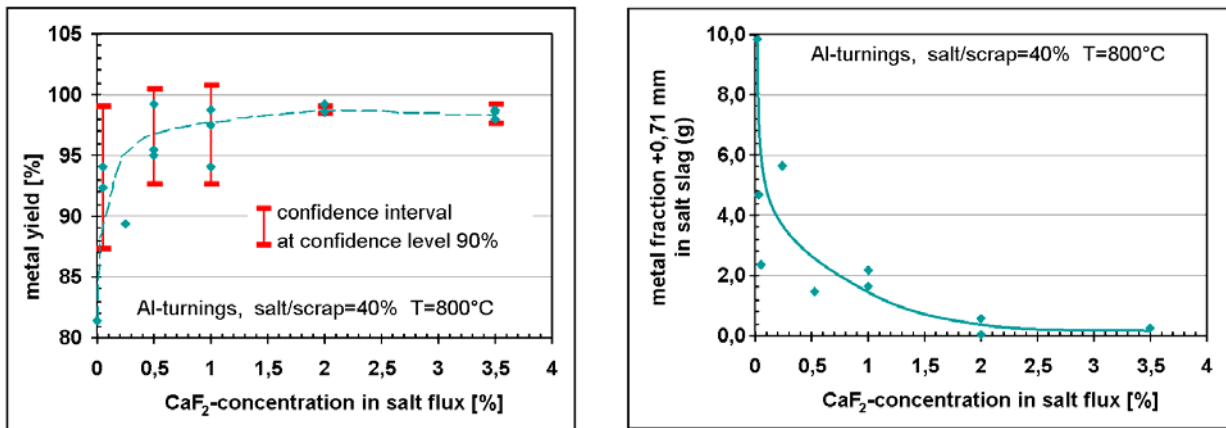 105
100
95
90
85
80
metal yield [%]
confidence interval
at confidence level 90%
Al-turnings, salt/scrap=40% T=800°C
0 0,5 1 1,5 2 2,5 3 3,5 4
CaF₂-concentration in salt flux [%]
10,0
8,0
6,0
4,0
2,0
0,0
metal fraction +0,71 mm
in salt slag (g)
Al-turnings, salt/scrap=40% T=800°C
0 0,5 1 1,5 2 2,5 3 3,5 4
CaF₂-concentration in salt flux [%]